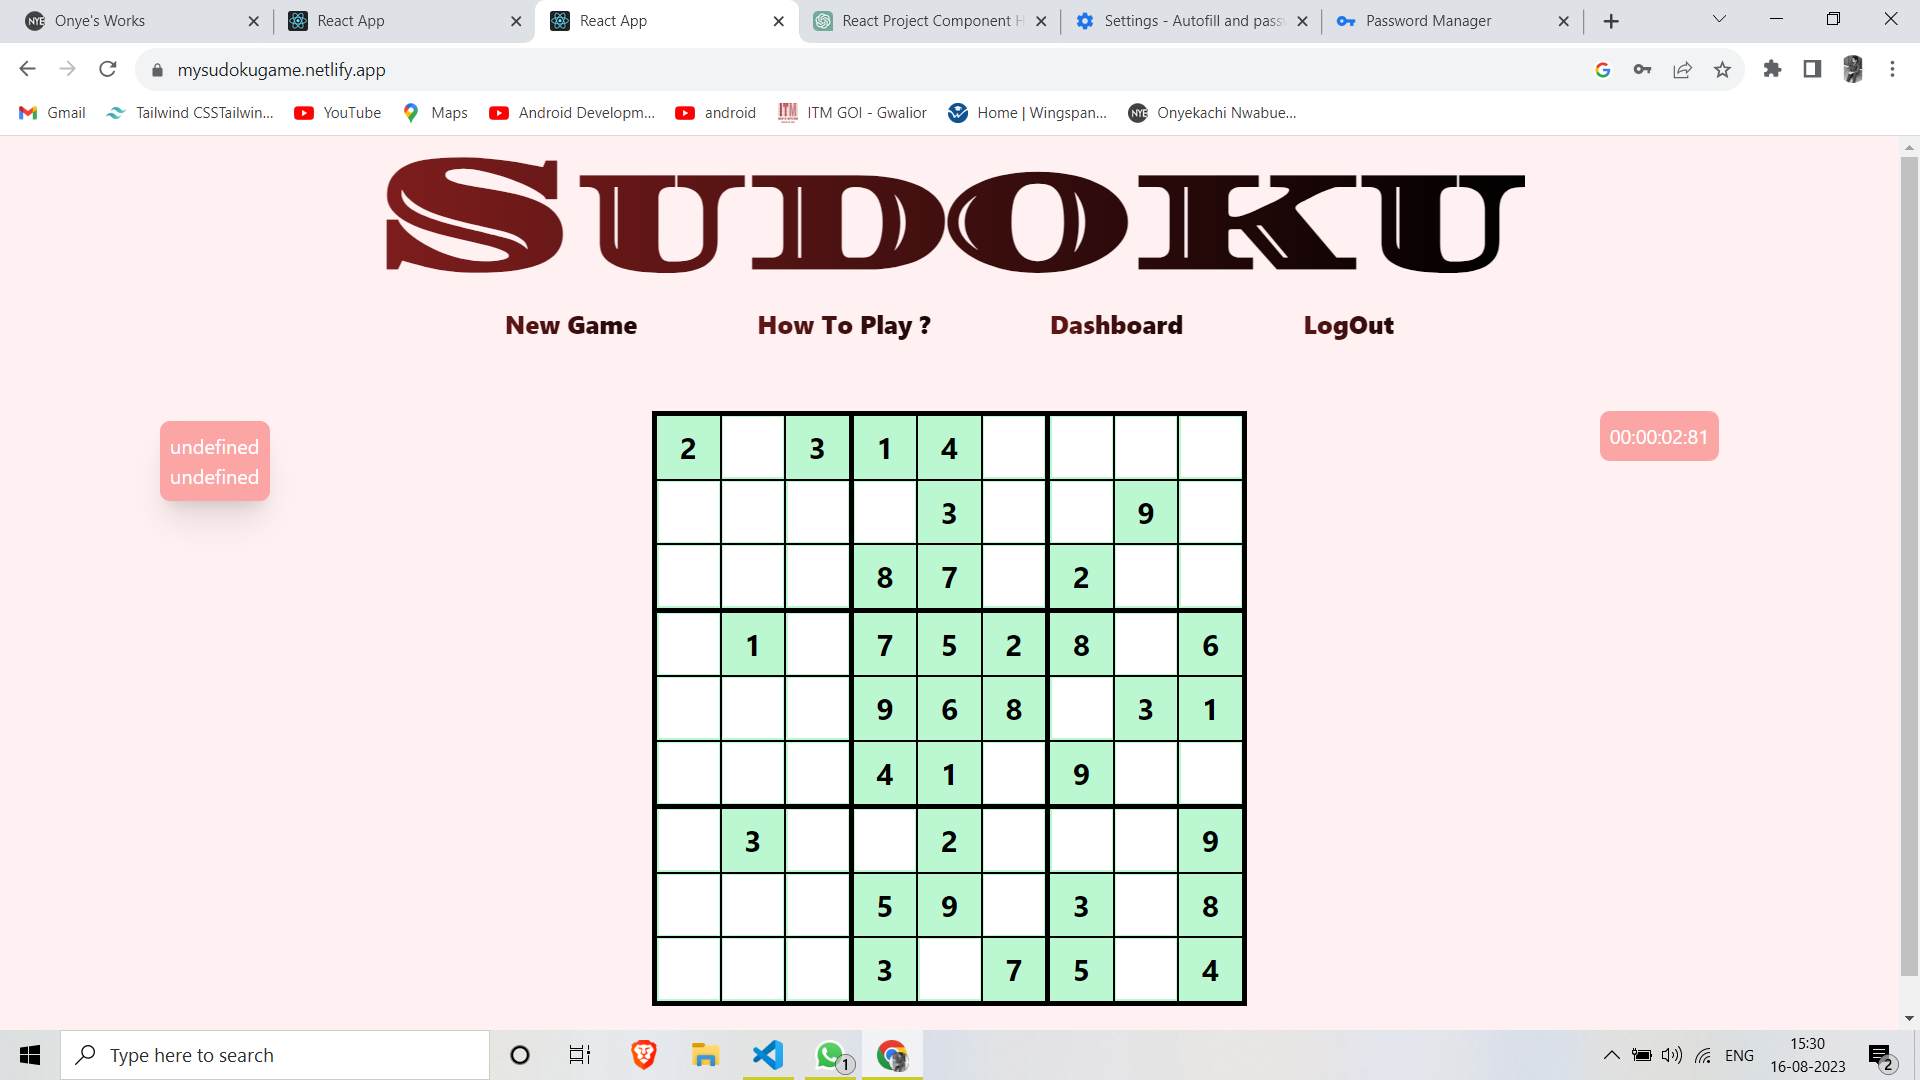 Onye's Works
React App
React App
React Project Component H
Settings - Autofill and pass
Password Manager
mysudokugame.netlify.app
Gmail
Tailwind CSSTailwin...
YouTube
Maps
Android Developm...
android
ITM GOI - Gwalior
Home | Wingspan...
Onyekachi Nwabue...
SUDOKU
New Game
How To Play ?
Dashboard
LogOut
undefined
undefined
00:00:02:81
2 3 1 4
3 9
8 7 2
1 7 5 2 8 6
9 6 8 3 1
4 1 9
3 2 9
5 9 3 8
3 7 5 4
Type here to search
1
ENG
15:30
16-08-2023
2